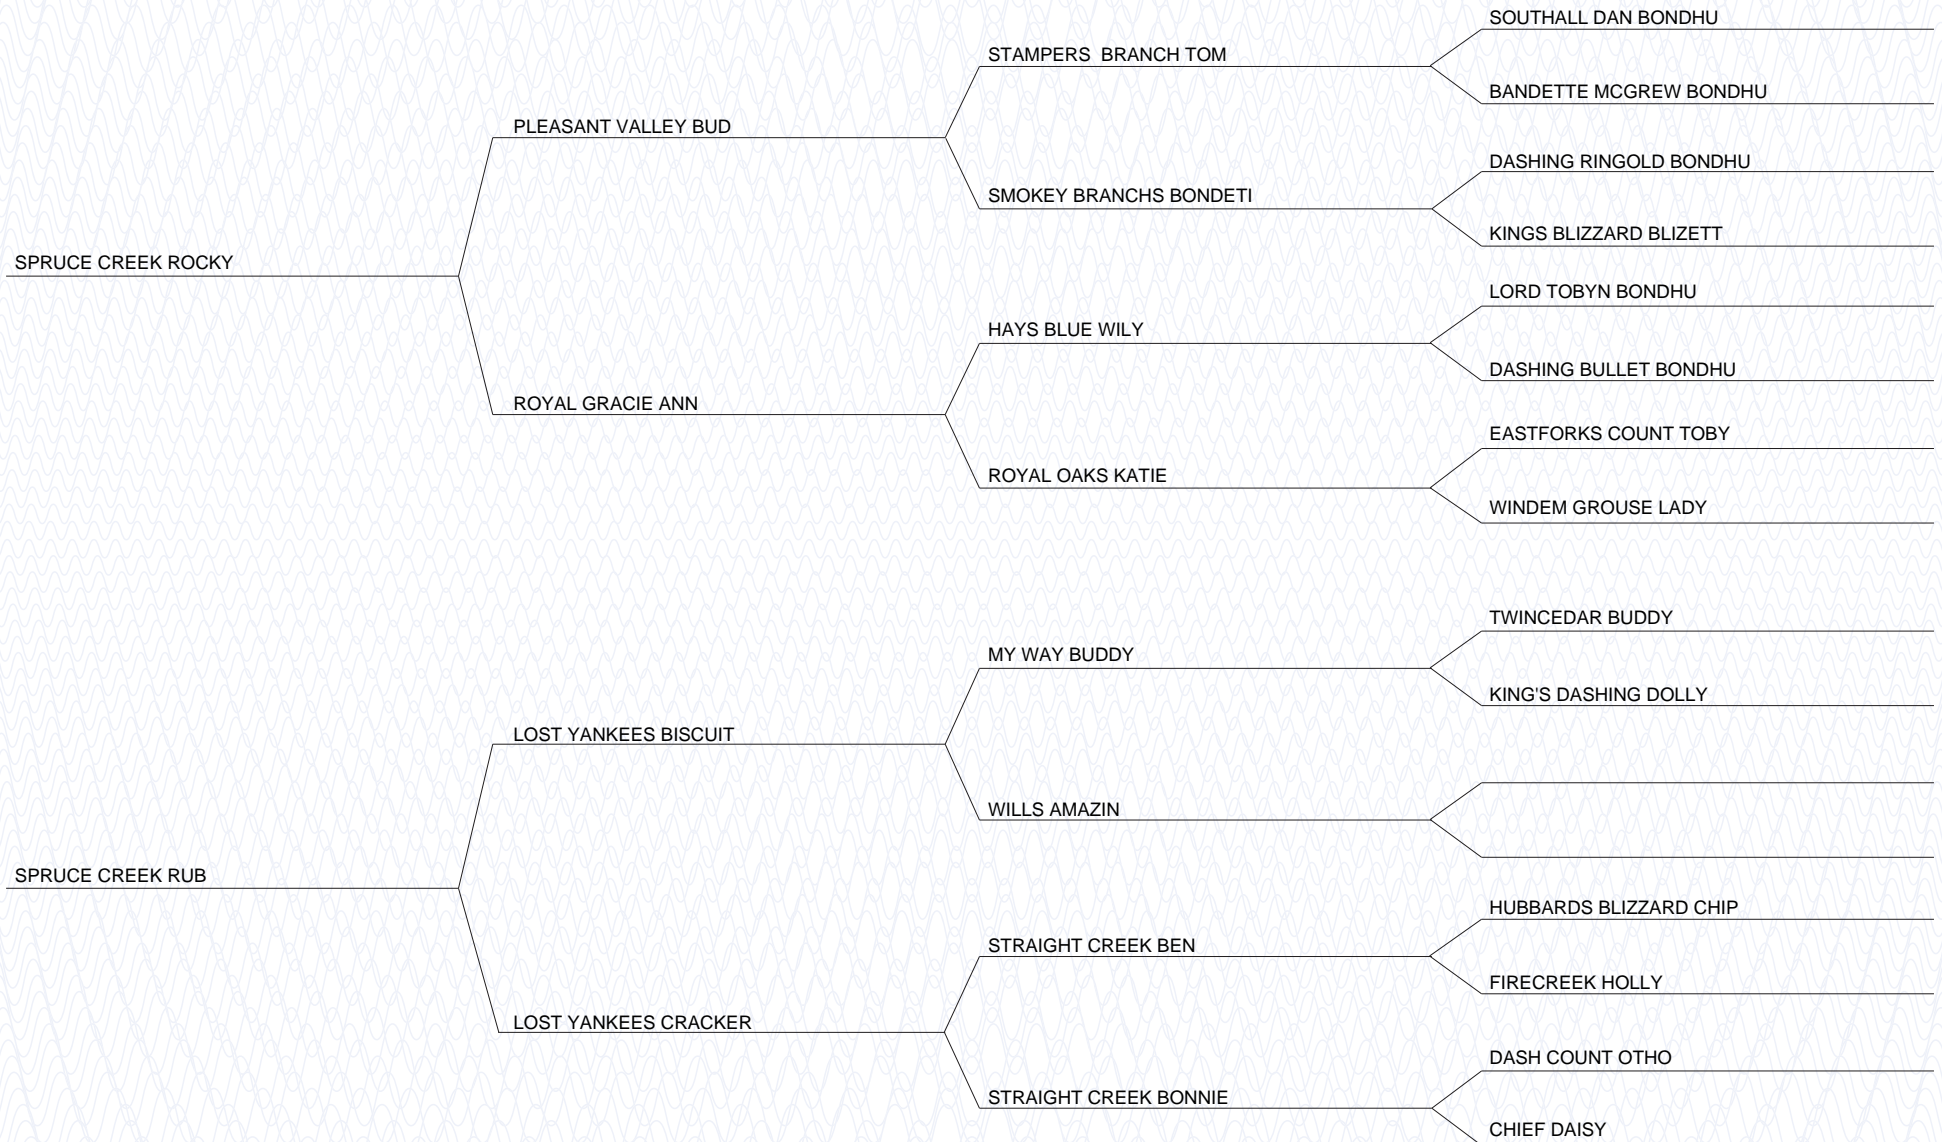 SOUTHALL DAN BONDHU
STAMPERS  BRANCH TOM
BANDETTE MCGREW BONDHU
PLEASANT VALLEY BUD
DASHING RINGOLD BONDHU
SMOKEY BRANCHS BONDETI
KINGS BLIZZARD BLIZETT
SPRUCE CREEK ROCKY
LORD TOBYN BONDHU
HAYS BLUE WILY
DASHING BULLET BONDHU
ROYAL GRACIE ANN
EASTFORKS COUNT TOBY
ROYAL OAKS KATIE
WINDEM GROUSE LADY
TWINCEDAR BUDDY
MY WAY BUDDY
KING'S DASHING DOLLY
LOST YANKEES BISCUIT
WILLS AMAZIN
SPRUCE CREEK RUB
HUBBARDS BLIZZARD CHIP
STRAIGHT CREEK BEN
FIRECREEK HOLLY
LOST YANKEES CRACKER
DASH COUNT OTHO
STRAIGHT CREEK BONNIE
CHIEF DAISY